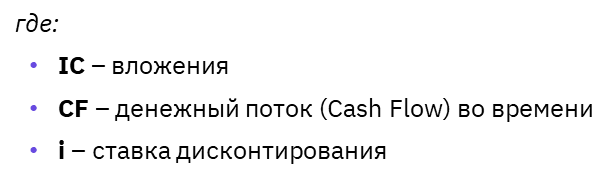 где:
• IC – вложения
• CF – денежный поток (Cash Flow) во времени
• i – ставка дисконтирования